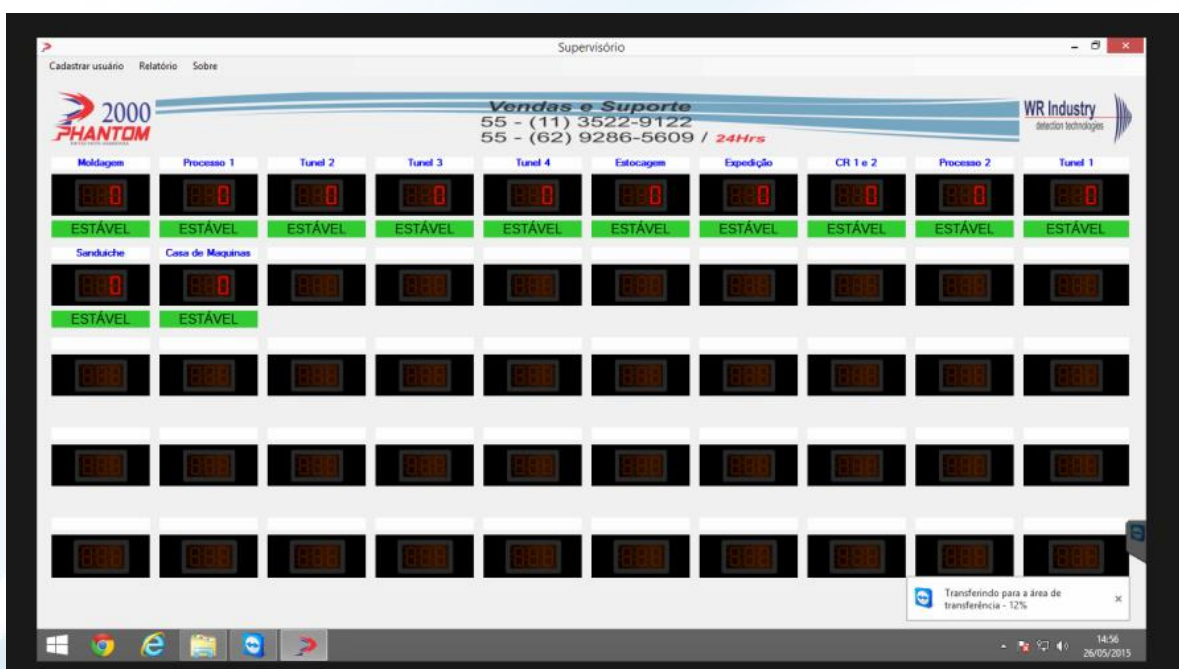 Supervisório
Cadastrar usuário Relatório Sobre
2000
PHANTOM
Vendas e Suporte
55 - (11) 3522-9122
55 - (62) 9286-5609 / 24Hrs
WR Industry
detection technologies
Moldagem Processo 1 Tunel 2 Tunel 3 Tunel 4 Estocagem Expedição CR 1 e 2 Processo 2 Tunel 1
0 0 0 0 0 0 0 0 0 0
ESTÁVEL ESTÁVEL ESTÁVEL ESTÁVEL ESTÁVEL ESTÁVEL ESTÁVEL ESTÁVEL ESTÁVEL ESTÁVEL
Sanduiche Casa de Maquinas
0 0
ESTÁVEL ESTÁVEL
Transferindo para a área de
transferência - 12%
14:56
26/05/2015